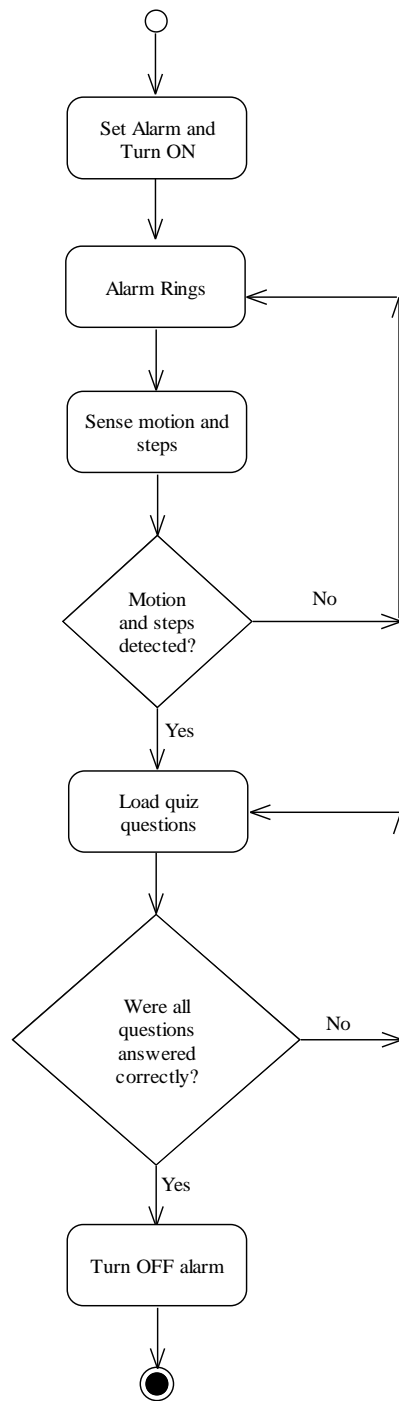 Set Alarm and
Turn ON
Alarm Rings
Sense motion and
steps
Motion
and steps
detected?
No
Yes
Load quiz
questions
Were all
questions
answered
correctly?
No
Yes
Turn OFF alarm